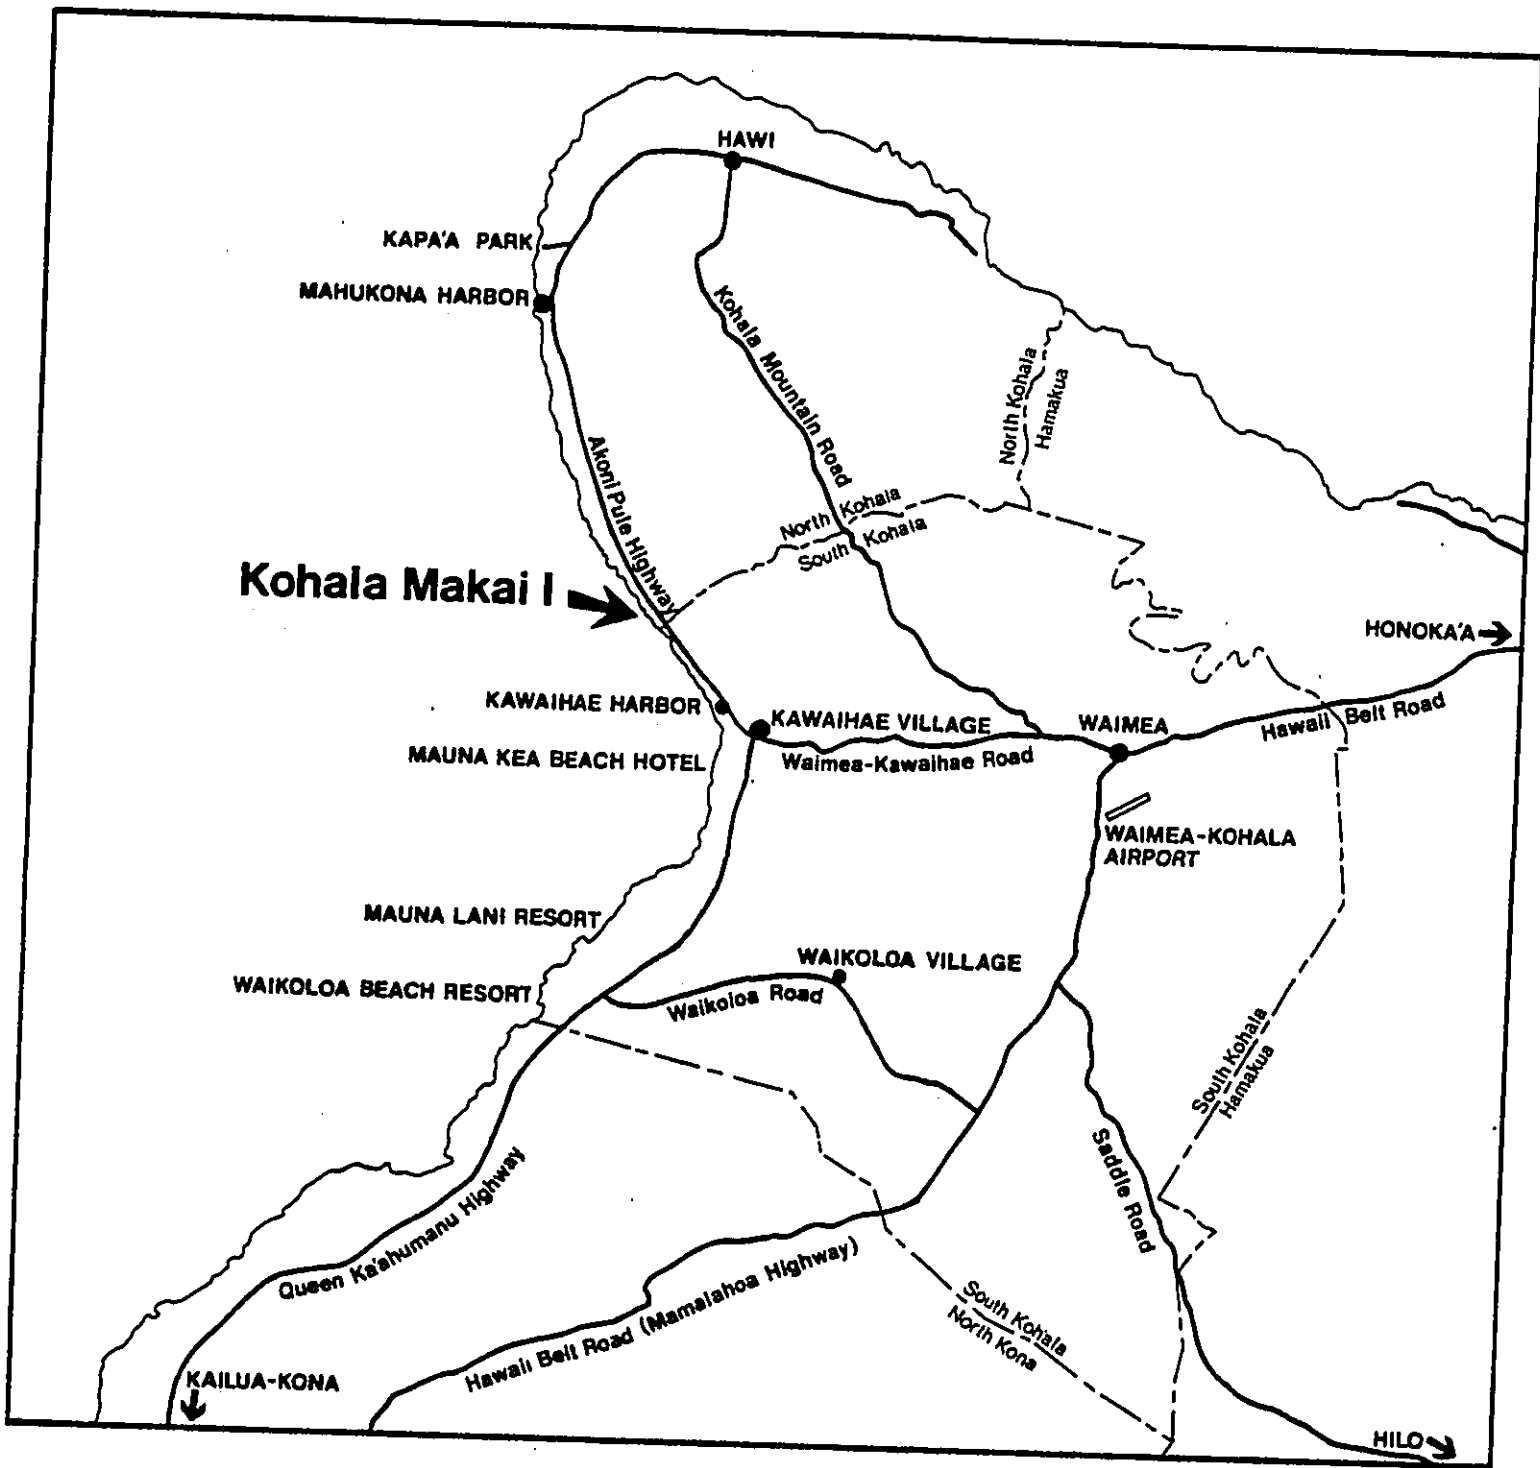 HAWI
KAPA'A PARK
MAHUKONA HARBOR
Kohala Mountain Road
North Kohala
Hamakua
Akoni Pule Highway
North Kohala
South Kohala
Kohala Makai I
HONOKA'A
KAWAIHAE HARBOR
KAWAIHAE VILLAGE
WAIMEA
Hawaii Belt Road
MAUNA KEA BEACH HOTEL
Waimea-Kawaihae Road
WAIMEA-KOHALA
AIRPORT
MAUNA LANI RESORT
WAIKOLOA VILLAGE
WAIKOLOA BEACH RESORT
Waikoloa Road
South Kohala
Hamakua
Saddle Road
Queen Ka'ahumanu Highway
Hawaii Belt Road (Mamalahoa Highway)
South Kohala
North Kona
KAILUA-KONA
HILO